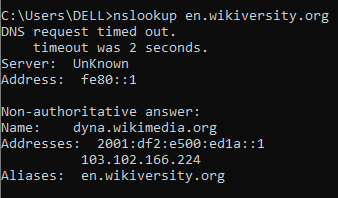 C:\Users\DELL>nslookup en.wikiversity.org
DNS request timed out.
    timeout was 2 seconds.
Server:  UnKnown
Address:  fe80::1

Non-authoritative answer:
Name:    dyna.wikimedia.org
Addresses:  2001:df2:e500:ed1a::1
          103.102.166.224
Aliases:  en.wikiversity.org